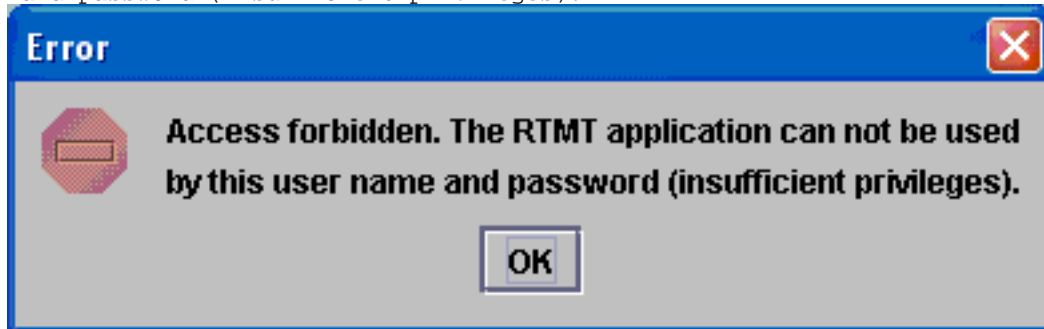 Error
Access forbidden. The RTMT application can not be used
by this user name and password (insufficient privileges).
OK